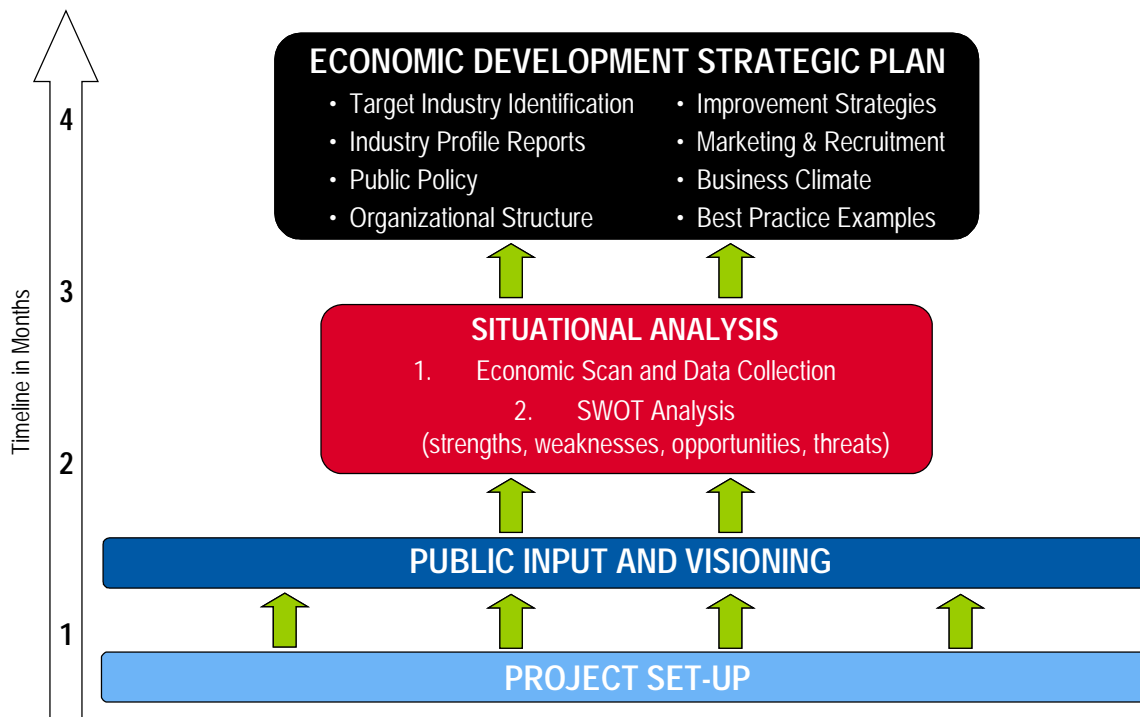 ECONOMIC DEVELOPMENT STRATEGIC PLAN
• Target Industry Identification
• Industry Profile Reports
• Public Policy
• Organizational Structure
• Improvement Strategies
• Marketing & Recruitment
• Business Climate
• Best Practice Examples
4
3
2
1
Timeline in Months
SITUATIONAL ANALYSIS
1. Economic Scan and Data Collection
2. SWOT Analysis
(strengths, weaknesses, opportunities, threats)
PUBLIC INPUT AND VISIONING
PROJECT SET-UP